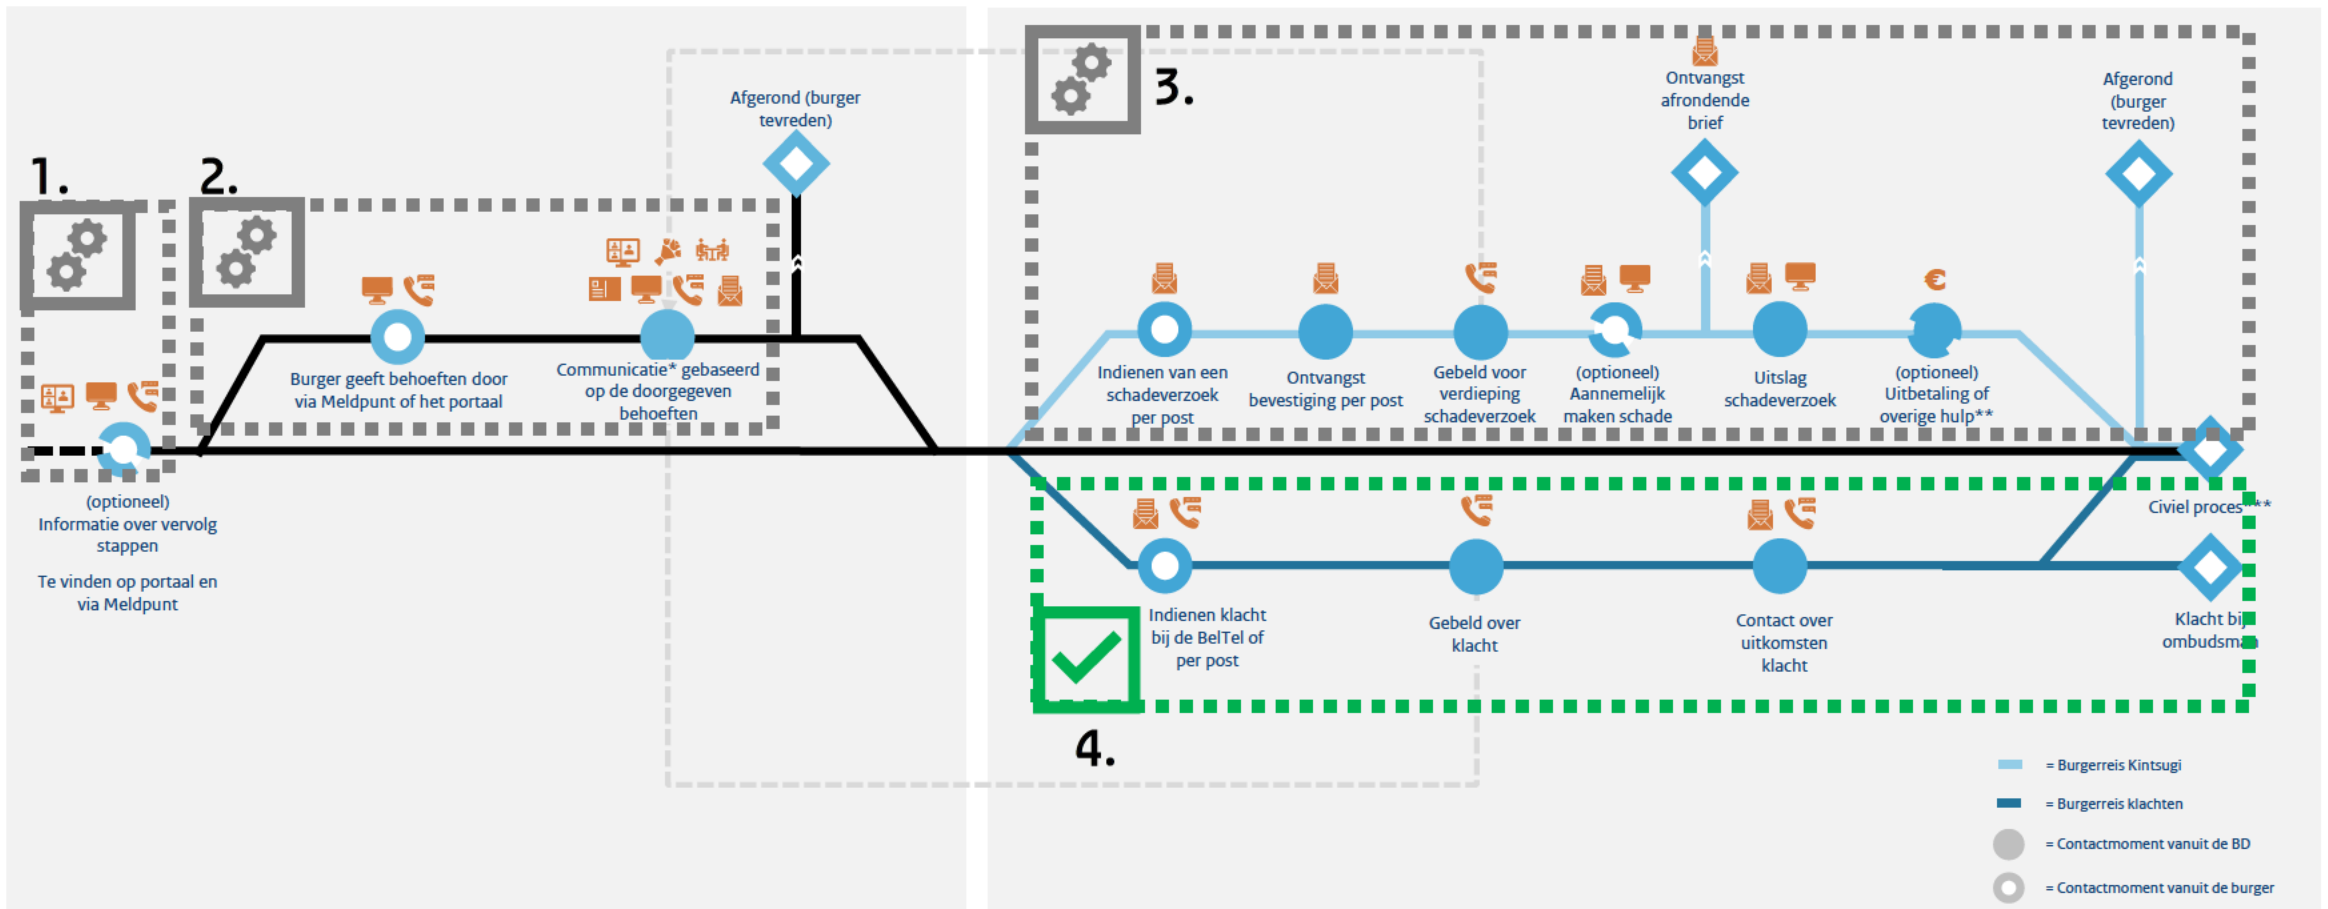 1.
(optioneel)
Informatie over vervolg
stappen
Te vinden op portaal en
via Meldpunt
2.
Burger geeft behoeften door
via Meldpunt of het portaal
Communicatie* gebaseerd
op de doorgegeven
behoeften
Afgerond (burger
tevreden)
3.
Indienen van een
schadeverzoek
per post
Ontvangst
bevestiging per post
Gebeld voor
verdieping
schadeverzoek
(optioneel)
Aannemelijk
maken schade
Ontvangst
afrondende
brief
Uitslag
schadeverzoek
(optioneel)
Uitbetaling of
overige hulp**
Afgerond
(burger
tevreden)
Civiel proces***
4.
Indienen klacht
bij de BelTel of
per post
Gebeld over
klacht
Contact over
uitkomsten
klacht
Klacht bij
ombudsman
= Burgerreis Kintsugi
= Burgerreis klachten
= Contactmoment vanuit de BD
= Contactmoment vanuit de burger